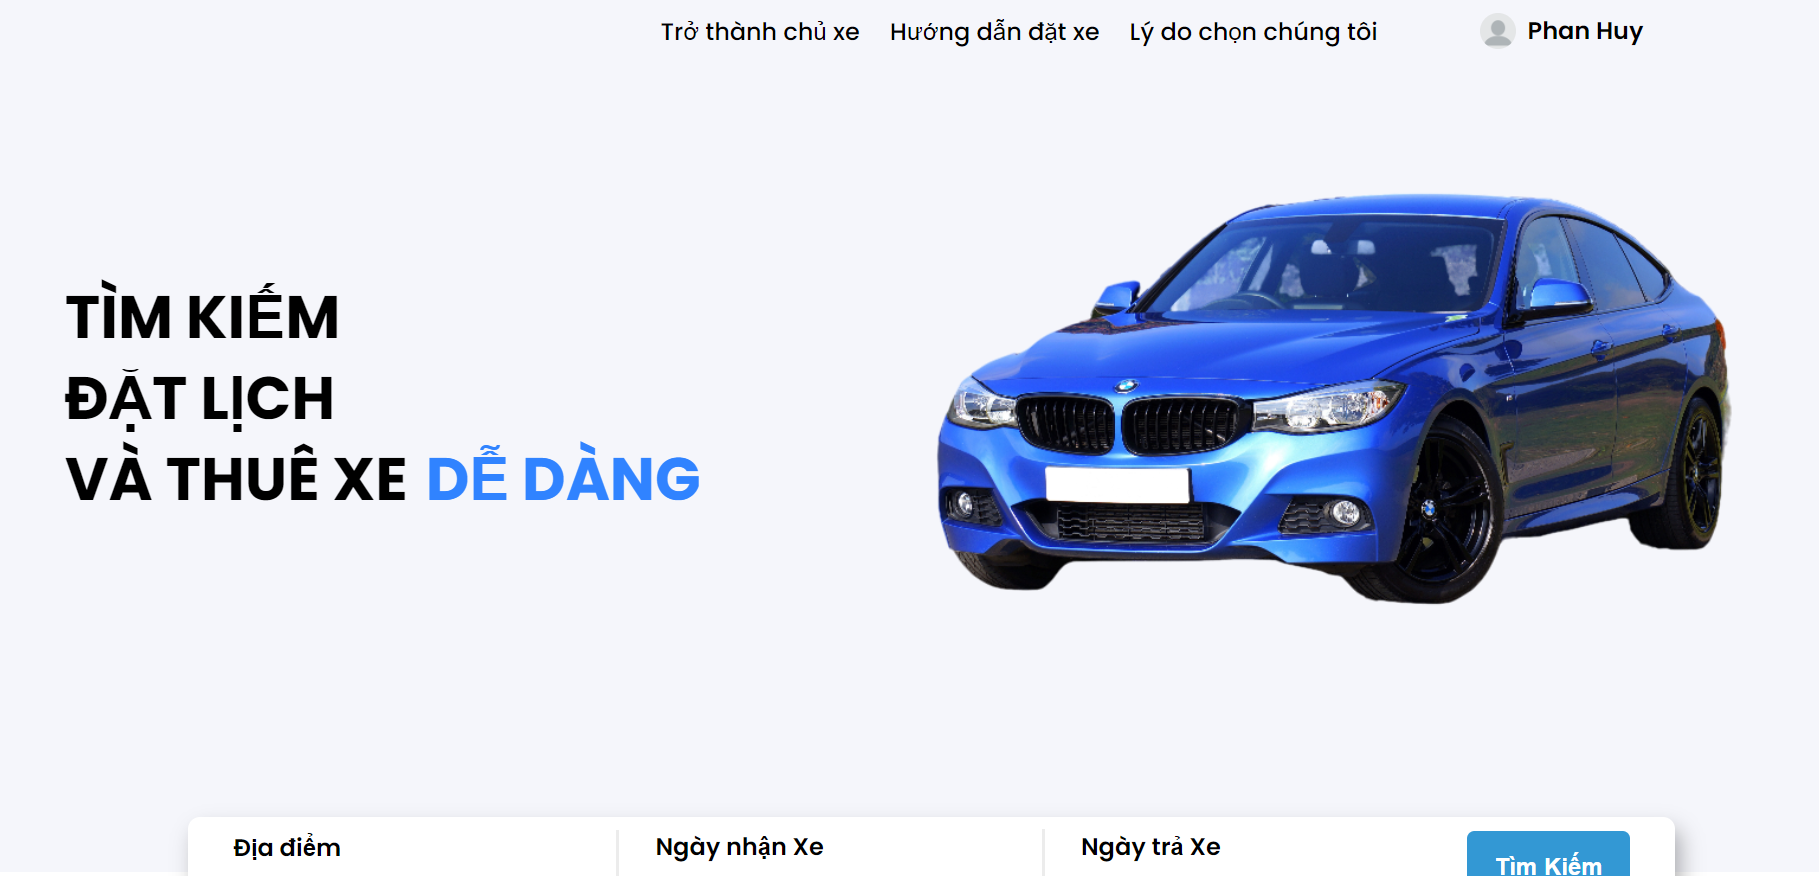 Trở thành chủ xe Hướng dẫn đặt xe Lý do chọn chúng tôi Phan Huy
TÌM KIẾM
ĐẶT LỊCH
VÀ THUÊ XE DỄ DÀNG
Địa điểm Ngày nhận Xe Ngày trả Xe Tìm Kiếm